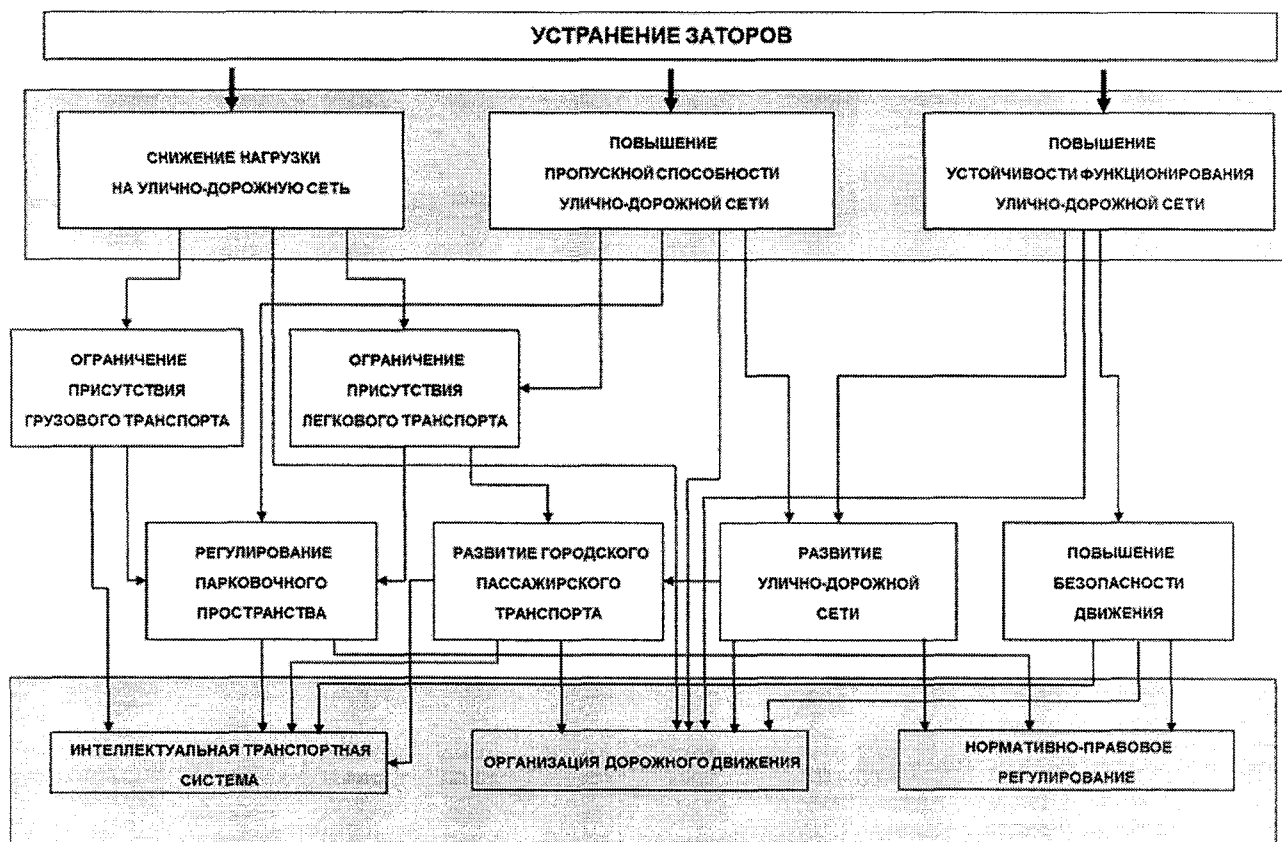 УСТРАНЕНИЕ ЗАТОРОВ
СНИЖЕНИЕ НАГРУЗКИ
НА УЛИЧНО-ДОРОЖНУЮ СЕТЬ
ПОВЫШЕНИЕ
ПРОПУСКНОЙ СПОСОБНОСТИ
УЛИЧНО-ДОРОЖНОЙ СЕТИ
ПОВЫШЕНИЕ
УСТОЙЧИВОСТИ ФУНКЦИОНИРОВАНИЯ
УЛИЧНО-ДОРОЖНОЙ СЕТИ
ОГРАНИЧЕНИЕ
ПРИСУТСТВИЯ
ГРУЗОВОГО ТРАНСПОРТА
ОГРАНИЧЕНИЕ
ПРИСУТСТВИЯ
ЛЕГКОВОГО ТРАНСПОРТА
РЕГУЛИРОВАНИЕ
ПАРКОВОЧНОГО
ПРОСТРАНСТВА
РАЗВИТИЕ ГОРОДСКОГО
ПАССАЖИРСКОГО
ТРАНСПОРТА
РАЗВИТИЕ
УЛИЧНО-ДОРОЖНОЙ
СЕТИ
ПОВЫШЕНИЕ
БЕЗОПАСНОСТИ
ДВИЖЕНИЯ
ИНТЕЛЛЕКТУАЛЬНАЯ ТРАНСПОРТНАЯ
СИСТЕМА
ОРГАНИЗАЦИЯ ДОРОЖНОГО ДВИЖЕНИЯ
НОРМАТИВНО-ПРАВОВОЕ
РЕГУЛИРОВАНИЕ